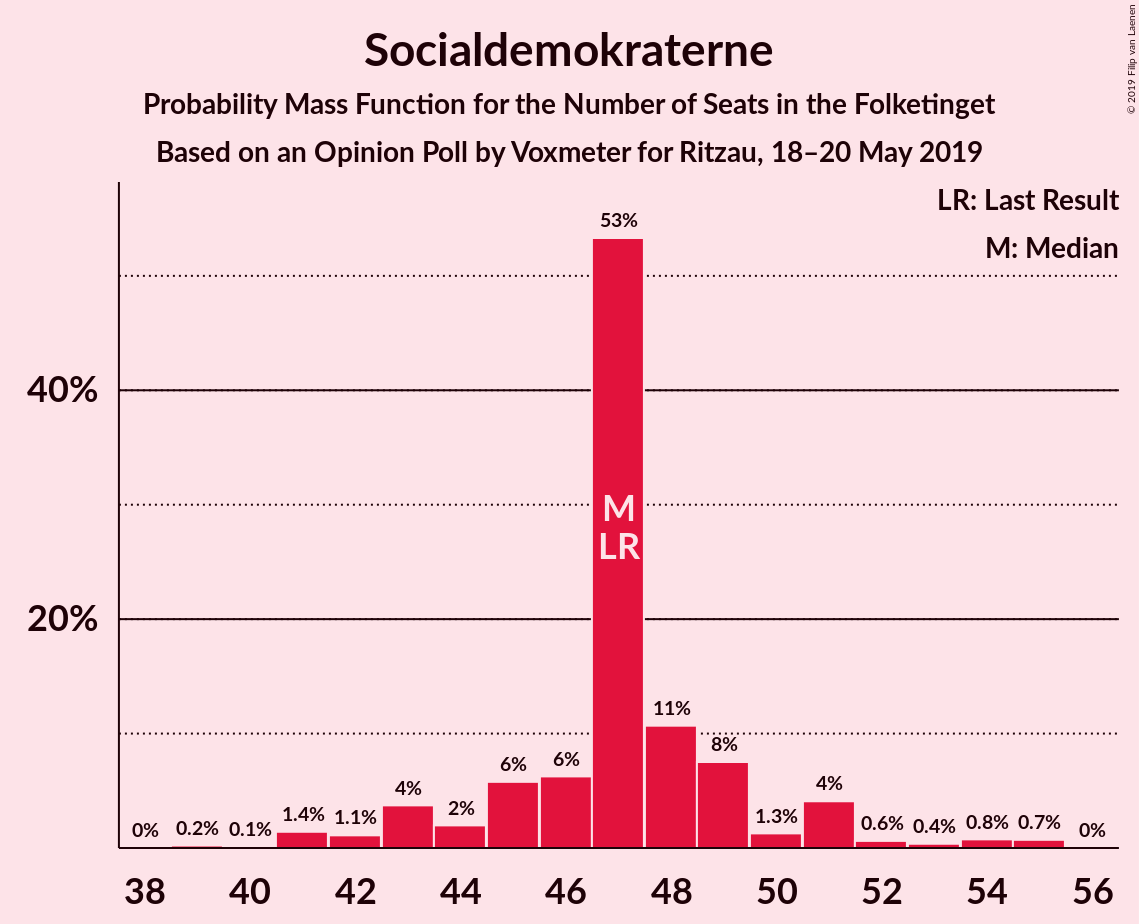 Socialdemokraterne
Probability Mass Function for the Number of Seats in the Folketinget
Based on an Opinion Poll by Voxmeter for Ritzau, 18–20 May 2019
© 2019 Filip van Laenen
LR: Last Result
M: Median
53%
40%
M
LR
20%
11%
8%
6%
6%
4%
4%
2%
1.4%
1.1%
1.3%
0%
0.2%
0.1%
0.6%
0.4%
0.8%
0.7%
0%
38 40 42 44 46 48 50 52 54 56